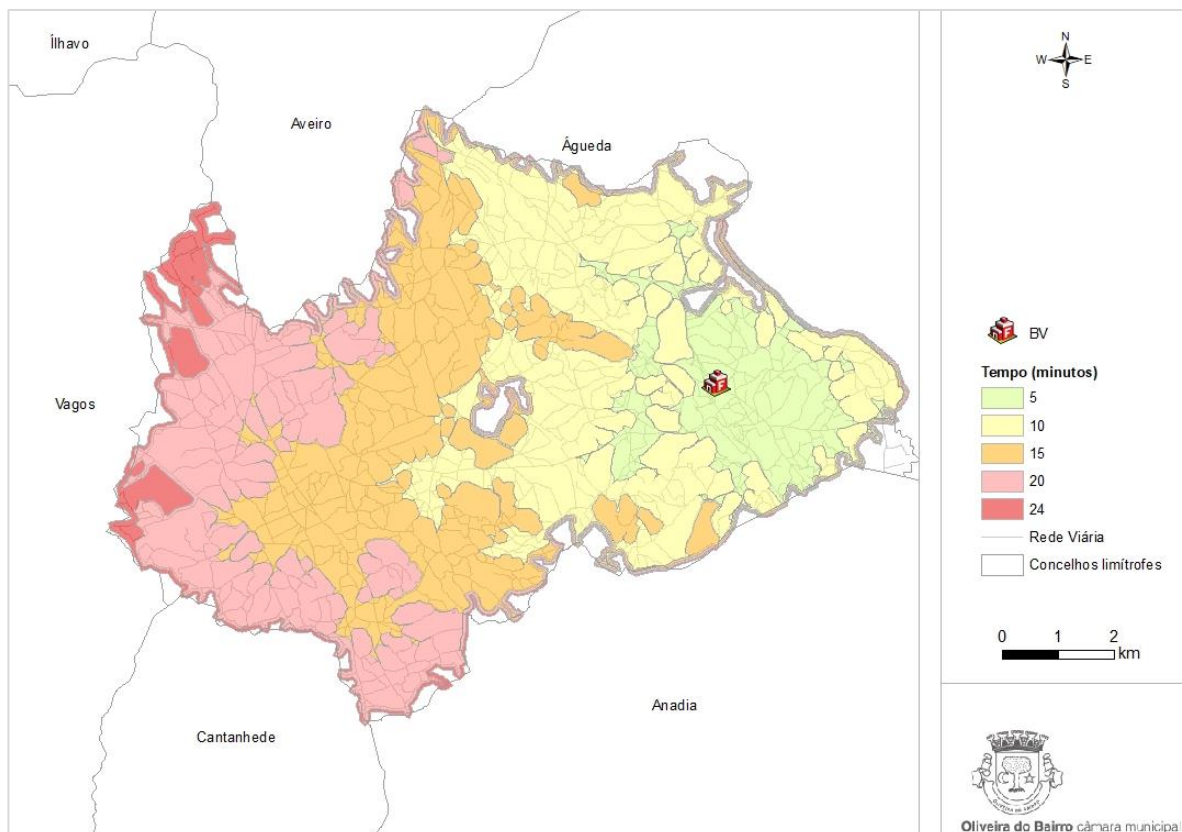 Ílhavo
Aveiro
Águeda
Vagos
Cantanhede
Anadia
N
W E
S
BV
Tempo (minutos)
5
10
15
20
24
Rede Viária
Concelhos limítrofes
0 1 2
km
Oliveira do Bairro câmara municipal